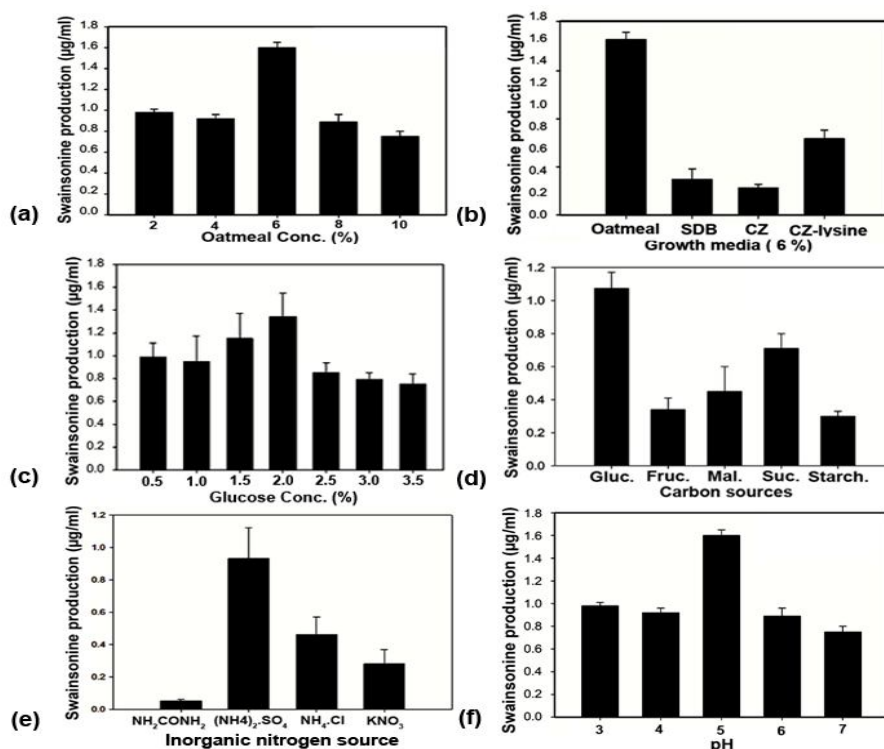 Swainsonine production (µg/ml)
1.8
1.6
1.4
1.2
1.0
0.8
0.6
0.4
0.2
0.0
2 4 6 8 10
Oatmeal Conc. (%)
(a)
Swainsonine production (µg/ml)
1.8
1.6
1.2
1.0
0.8
0.4
0.2
0.0
Oatmeal SDB CZ CZ-lysine
Growth media ( 6 %)
(b)
Swainsonine production (µg/ml)
1.8
1.6
1.4
1.2
1.0
0.8
0.6
0.4
0.2
0.0
0.5 1.0 1.5 2.0 2.5 3.0 3.5
Glucose Conc. (%)
(c)
Swainsonine production (µg/ml)
1.2
1.0
0.8
0.6
0.4
0.2
0.0
Gluc. Fruc. Mal. Suc. Starch.
Carbon sources
(d)
Swainsonine production (µg/ml)
1.2
1.0
0.8
0.6
0.4
0.2
0.0
NH₂CONH₂ (NH4)₂.SO₄ NH₄.Cl KNO₃
Inorganic nitrogen source
(e)
Swainsonine production (µg/ml)
1.8
1.6
1.4
1.2
1.0
0.8
0.6
0.4
0.2
0.0
3 4 5 6 7
pH
(f)